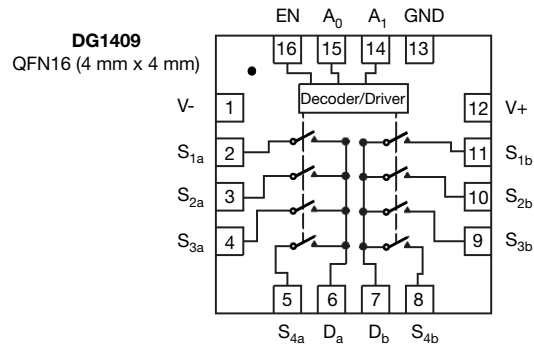 EN A0 A1 GND
DG1409
QFN16 (4 mm x 4 mm)
16 15 14 13
Decoder/Driver
V- 1 12 V+
S1a 2 11 S1b
S2a 3 10 S2b
S3a 4 9 S3b
5 6 7 8
S4a Da Db S4b